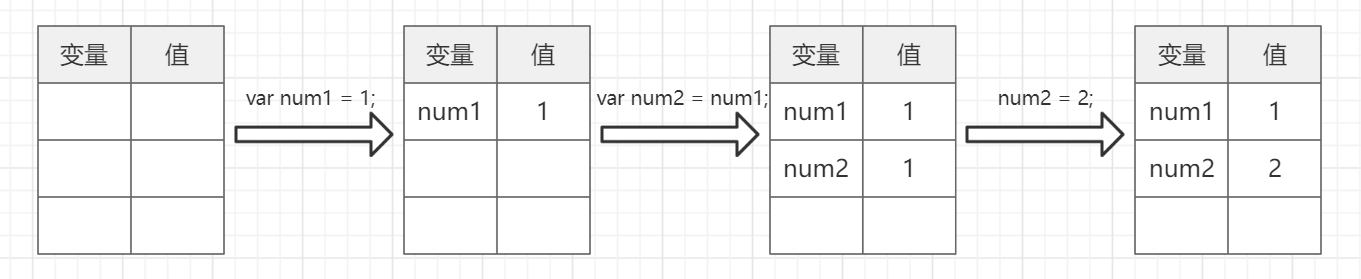 变量 值
var num1 = 1;
变量 值
num1 1
var num2 = num1;
变量 值
num1 1
num2 1
num2 = 2;
变量 值
num1 1
num2 2